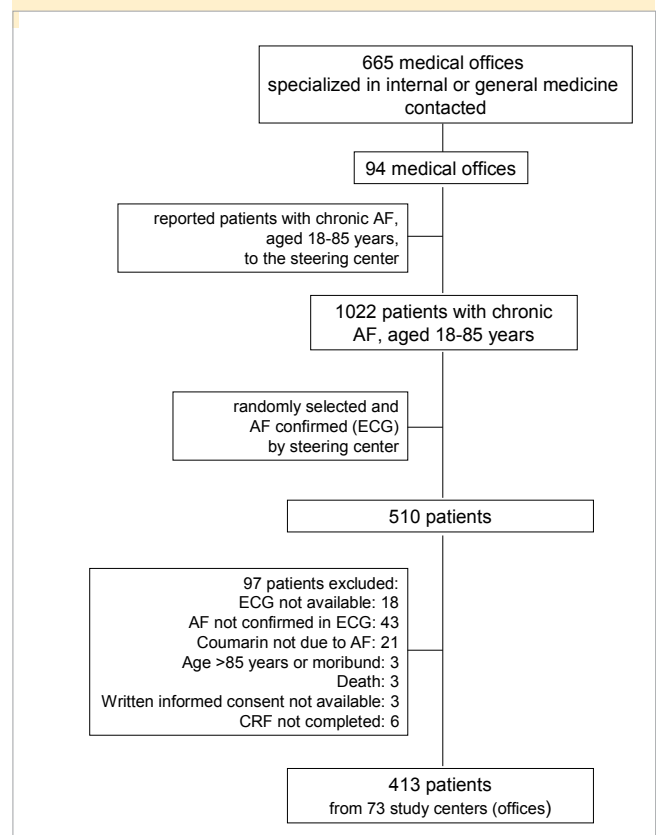 665 medical offices
specialized in internal or general medicine
contacted
94 medical offices
reported patients with chronic AF,
aged 18-85 years,
to the steering center
1022 patients with chronic
AF, aged 18-85 years
randomly selected and
AF confirmed (ECG)
by steering center
510 patients
97 patients excluded:
ECG not available: 18
AF not confirmed in ECG: 43
Coumarin not due to AF: 21
Age >85 years or moribund: 3
Death: 3
Written informed consent not available: 3
CRF not completed: 6
413 patients
from 73 study centers (offices)